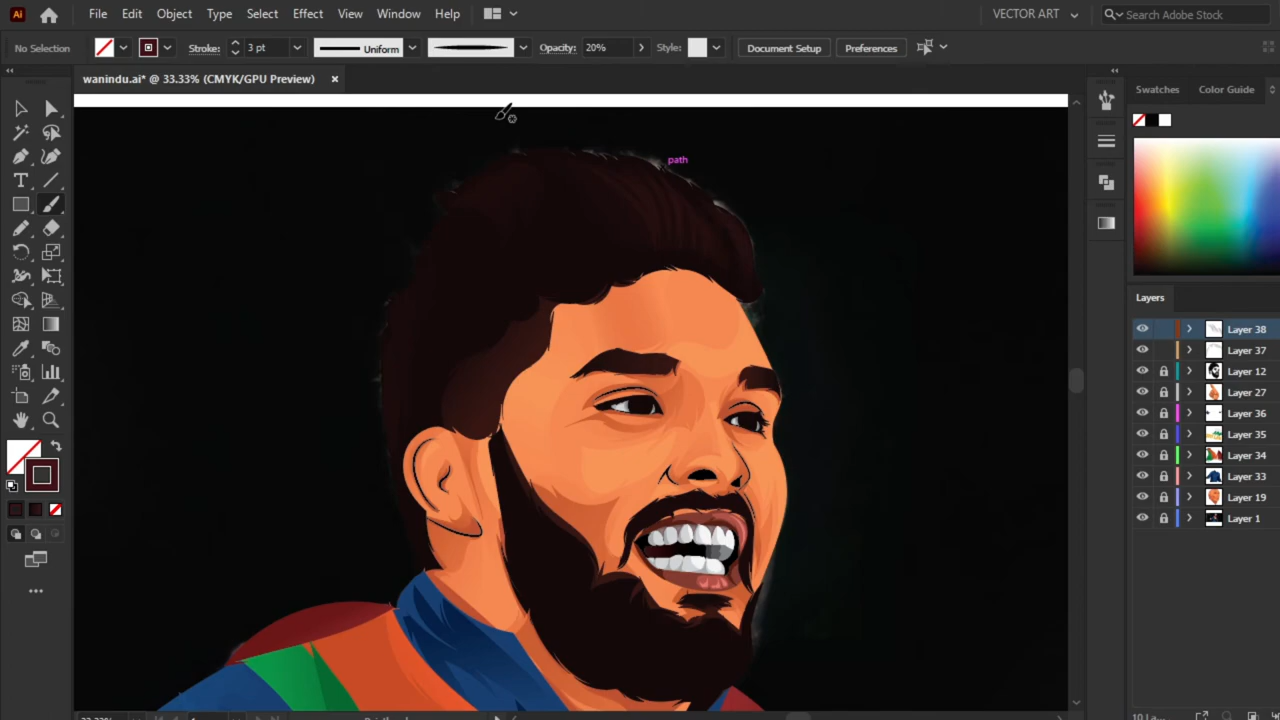 Ai File Edit Object Type Select Effect View Window Help VECTOR ART Search Adobe Stock
No Selection Stroke: 3 pt Uniform Opacity: 20% Style: Document Setup Preferences
wanindu.ai* @ 33.33% (CMYK/GPU Preview) ×
Swatches Color Guide
path
Layers
Layer 38
Layer 37
Layer 12
Layer 27
Layer 36
Layer 35
Layer 34
Layer 33
Layer 19
Layer 1